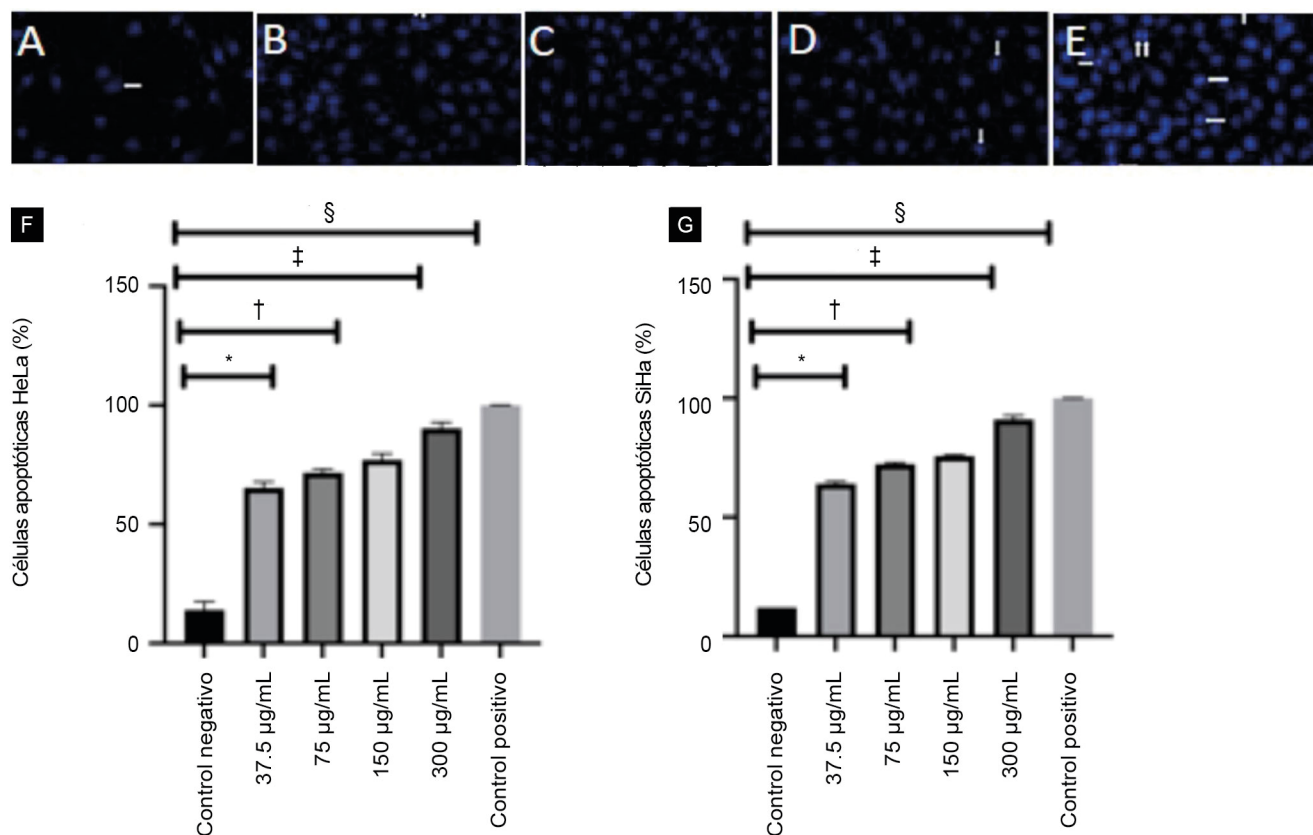 A
B
C
D
E
F
§
‡
†
*
Células apoptóticas HeLa (%)
150
100
50
0
Control negativo
37.5 µg/mL
75 µg/mL
150 µg/mL
300 µg/mL
Control positivo
G
§
‡
†
*
Células apoptóticas SiHa (%)
150
100
50
0
Control negativo
37.5 µg/mL
75 µg/mL
150 µg/mL
300 µg/mL
Control positivo